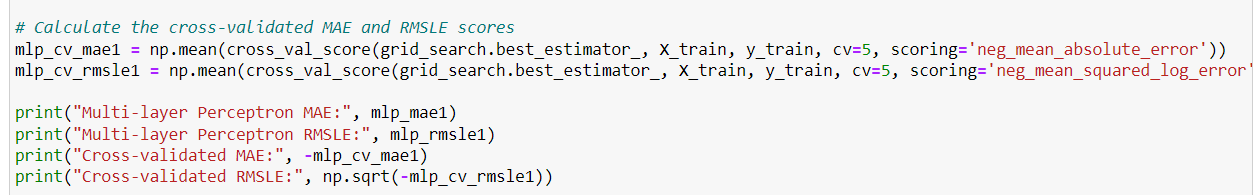 # Calculate the cross-validated MAE and RMSLE scores
mlp_cv_mae1 = np.mean(cross_val_score(grid_search.best_estimator_, X_train, y_train, cv=5, scoring='neg_mean_absolute_error'))
mlp_cv_rmsle1 = np.mean(cross_val_score(grid_search.best_estimator_, X_train, y_train, cv=5, scoring='neg_mean_squared_log_error'
print("Multi-layer Perceptron MAE:", mlp_mae1)
print("Multi-layer Perceptron RMSLE:", mlp_rmsle1)
print("Cross-validated MAE:", -mlp_cv_mae1)
print("Cross-validated RMSLE:", np.sqrt(-mlp_cv_rmsle1))